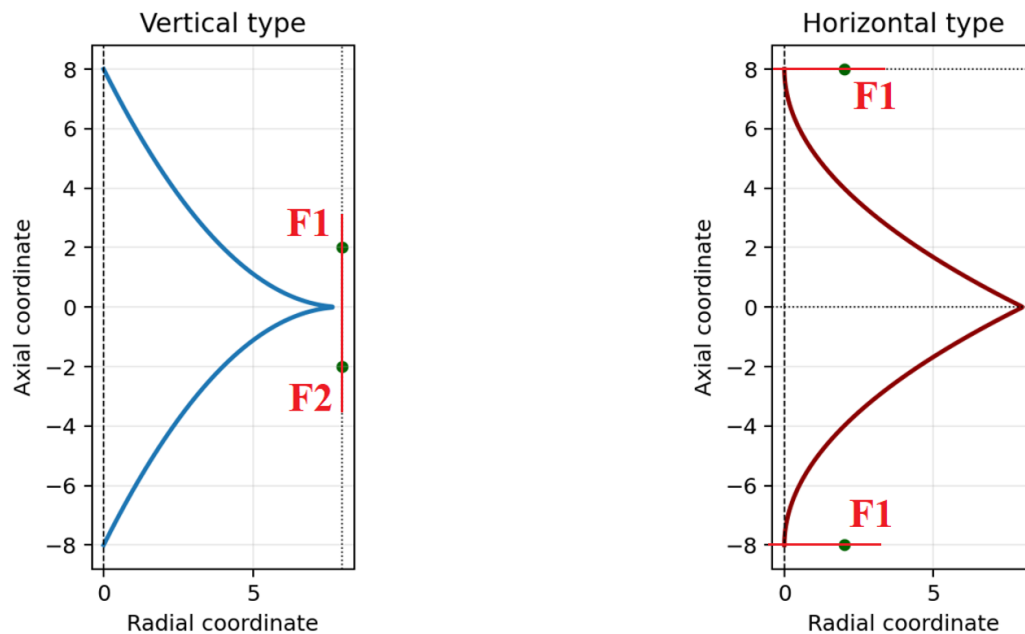 Vertical type
8
6
4
2
0
−2
−4
−6
−8
Axial coordinate
F1
F2
0
5
Radial coordinate
Horizontal type
8
6
4
2
0
−2
−4
−6
−8
Axial coordinate
F1
F1
0
5
Radial coordinate